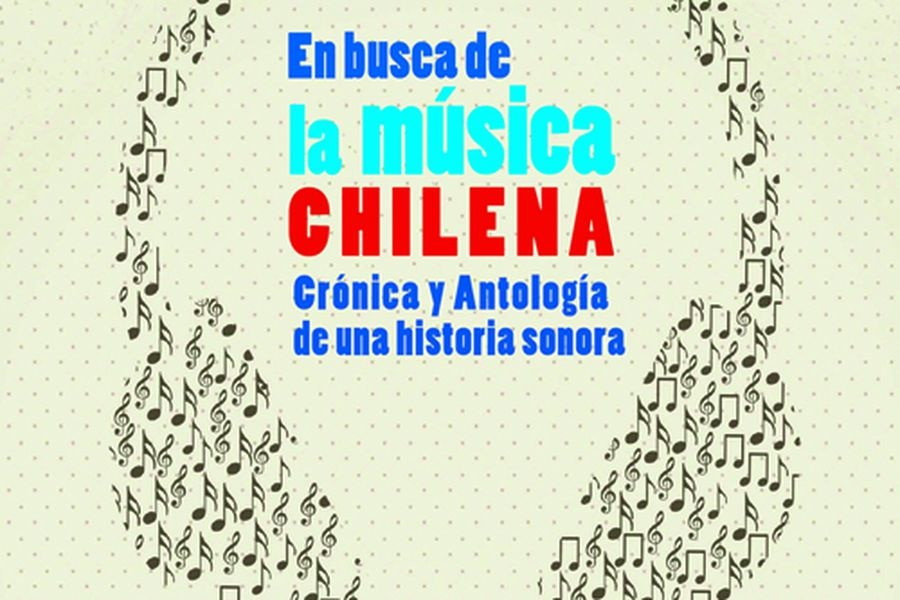 En busca de
la música
CHILENA
Crónica y Antología
de una historia sonora